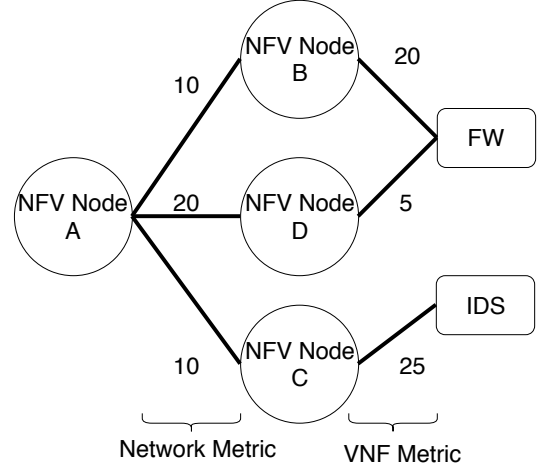 NFV Node
B
20
10
FW
NFV Node
A
20
NFV Node
D
5
IDS
NFV Node
C
10
25
Network Metric
VNF Metric